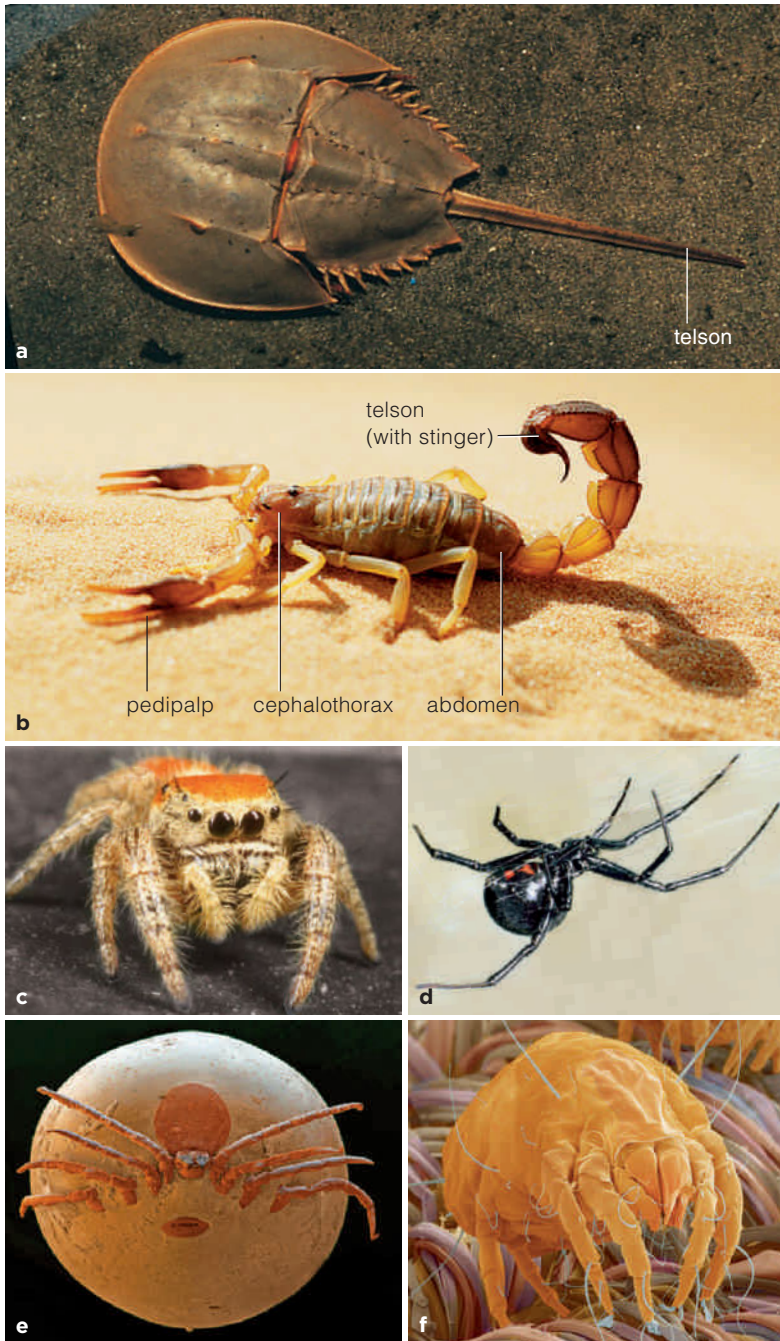 telson
a
telson
(with stinger)
pedipalp
cephalothorax
abdomen
b
c
d
e
f